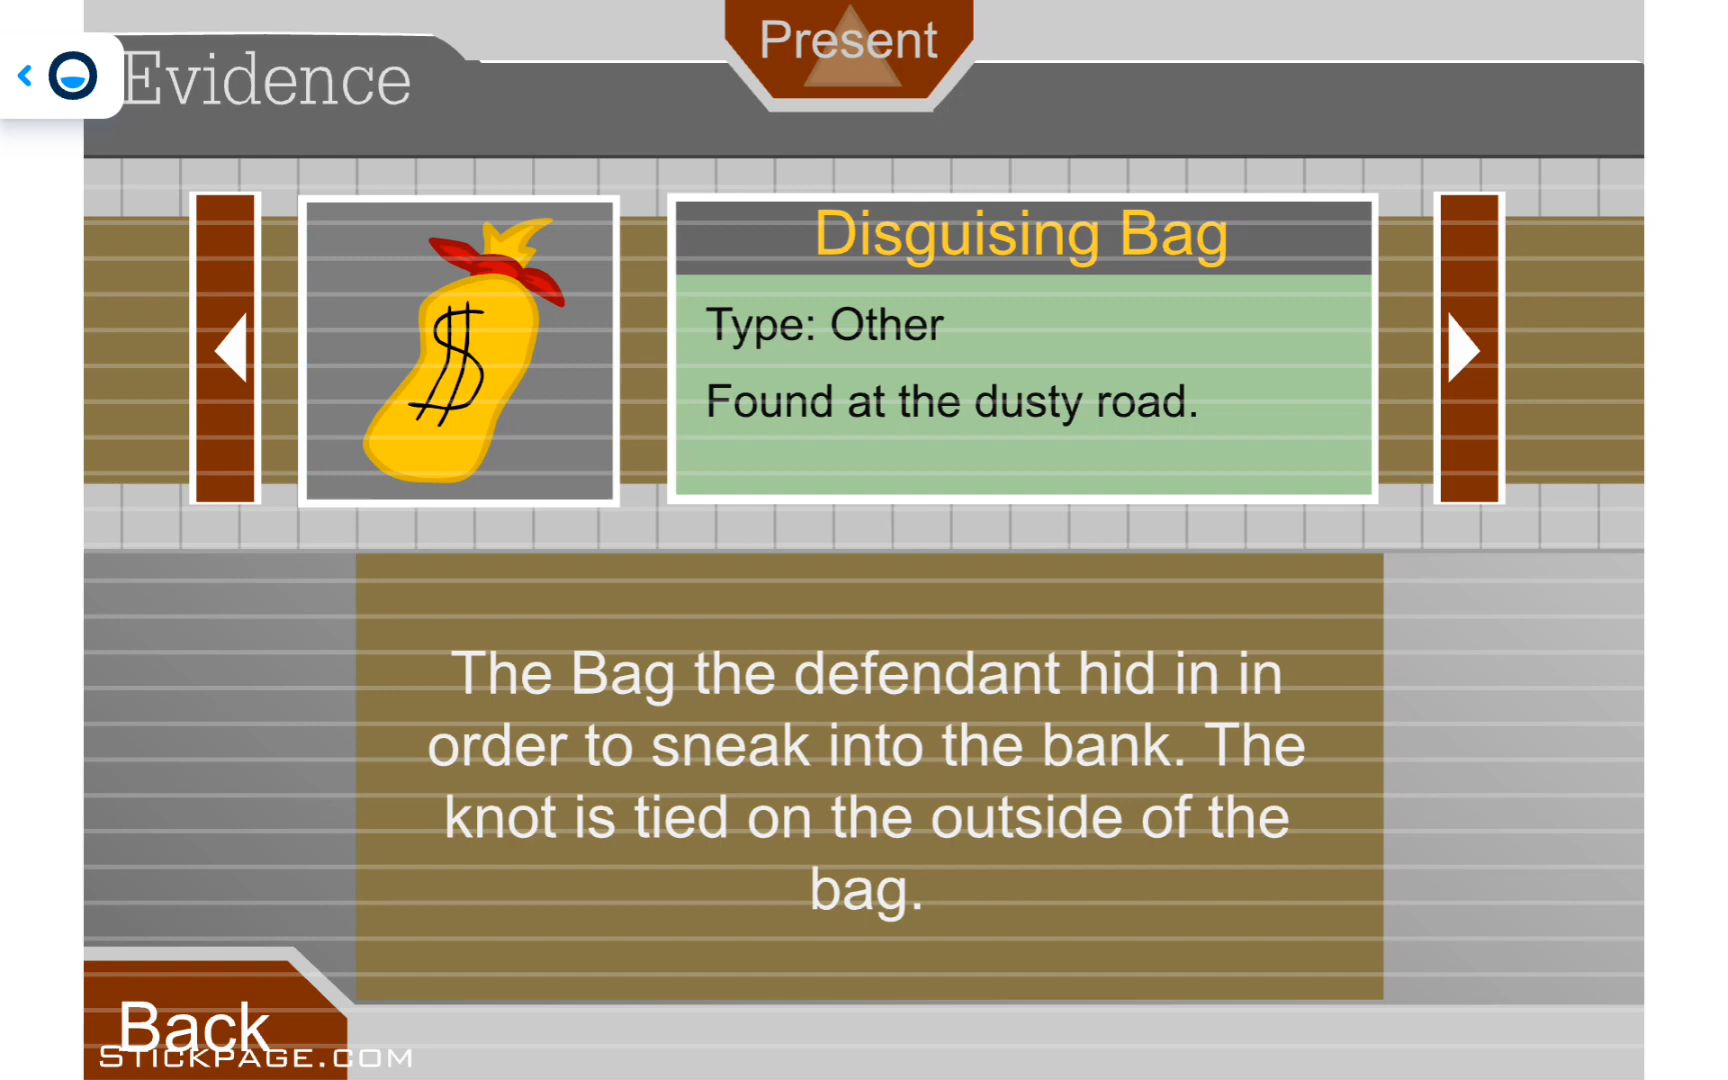 Present
Evidence
Disguising Bag
Type: Other
Found at the dusty road.
$
The Bag the defendant hid in in
order to sneak into the bank. The
knot is tied on the outside of the
bag.
Back
STICKPAGE.COM